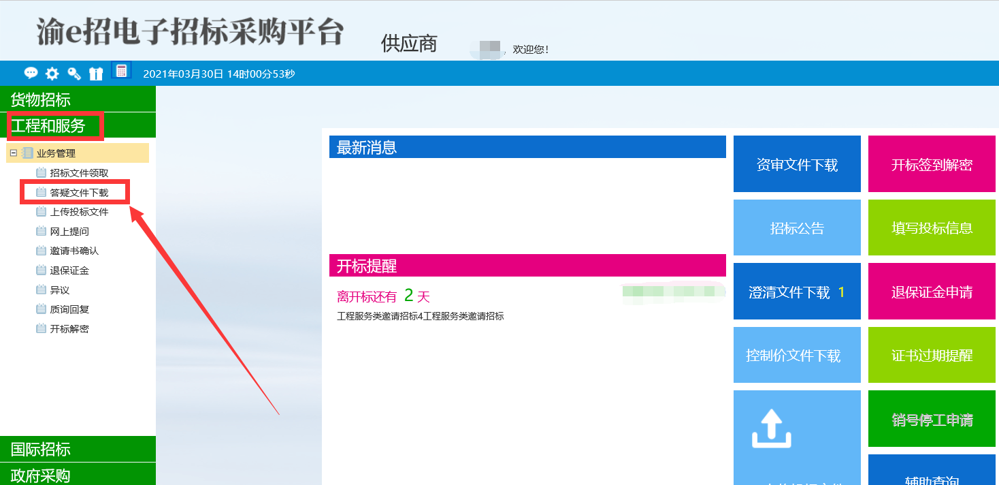 渝e招电子招标采购平台
供应商
，欢迎您！
2021年03月30日 14时00分53秒
货物招标
工程和服务
业务管理
招标文件领取
答疑文件下载
上传投标文件
网上提问
邀请书确认
退保证金
异议
质询回复
开标解密
国际招标
政府采购
最新消息
开标提醒
离开标还有 2 天
工程服务类邀请招标4工程服务类邀请招标
资审文件下载
开标签到解密
招标公告
填写投标信息
澄清文件下载 1
退保证金申请
控制价文件下载
证书过期提醒
销号停工申请
辅助查询